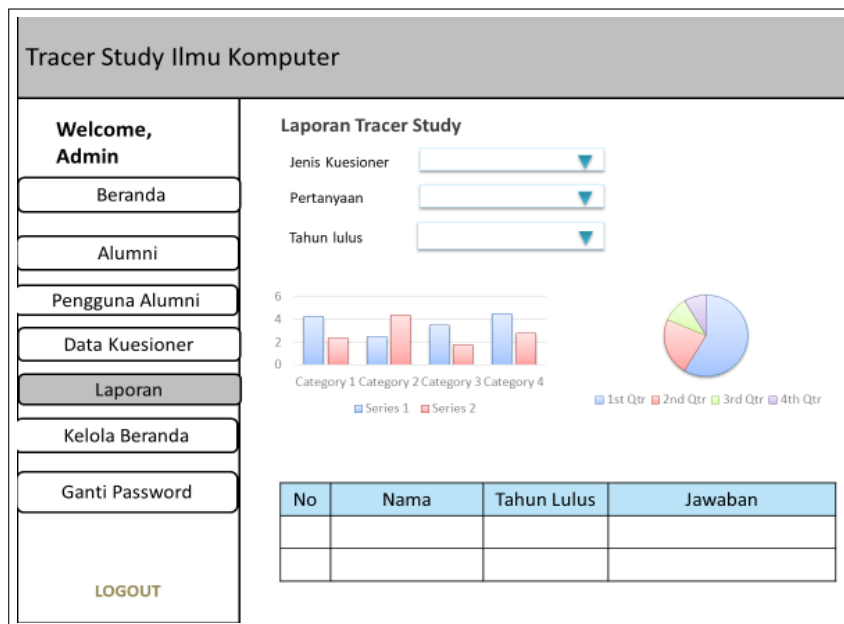 Tracer Study Ilmu Komputer
Welcome,
Admin
Beranda
Alumni
Pengguna Alumni
Data Kuesioner
Laporan
Kelola Beranda
Ganti Password
LOGOUT
Laporan Tracer Study
Jenis Kuesioner
Pertanyaan
Tahun lulus
6
4
2
0
Category 1 Category 2 Category 3 Category 4
Series 1 Series 2
1st Qtr 2nd Qtr 3rd Qtr 4th Qtr
No Nama Tahun Lulus Jawaban